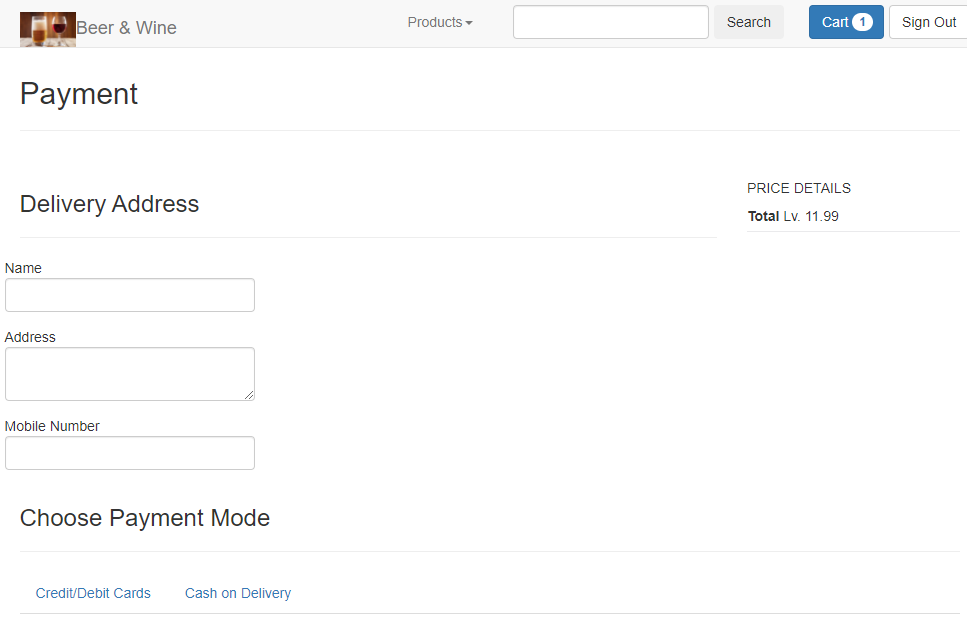 Beer & Wine Products Search Cart 1 Sign Out
Payment
Delivery Address
PRICE DETAILS
Total Lv. 11.99
Name
Address
Mobile Number
Choose Payment Mode
Credit/Debit Cards Cash on Delivery